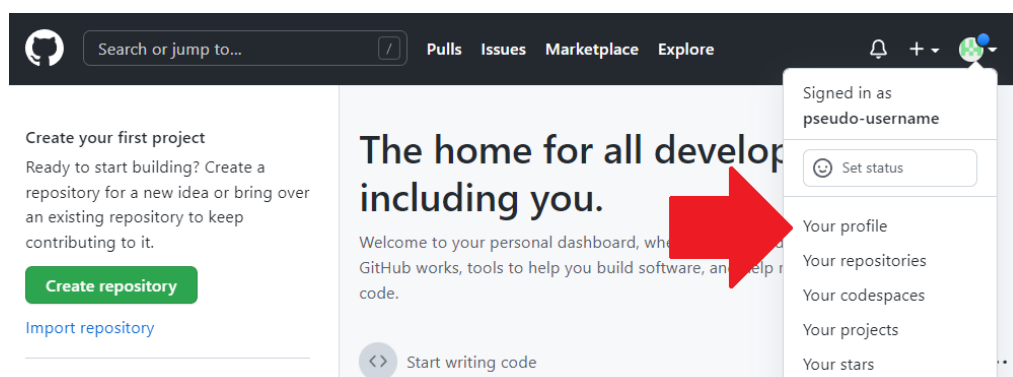 Search or jump to...
/
Pulls Issues Marketplace Explore
Signed in as
pseudo-username
Set status
Your profile
Your repositories
Your codespaces
Your projects
Your stars
Create your first project
Ready to start building? Create a
repository for a new idea or bring over
an existing repository to keep
contributing to it.
Create repository
Import repository
The home for all develop
including you.
Welcome to your personal dashboard,
GitHub works, tools to help you build software,
code.
Start writing code